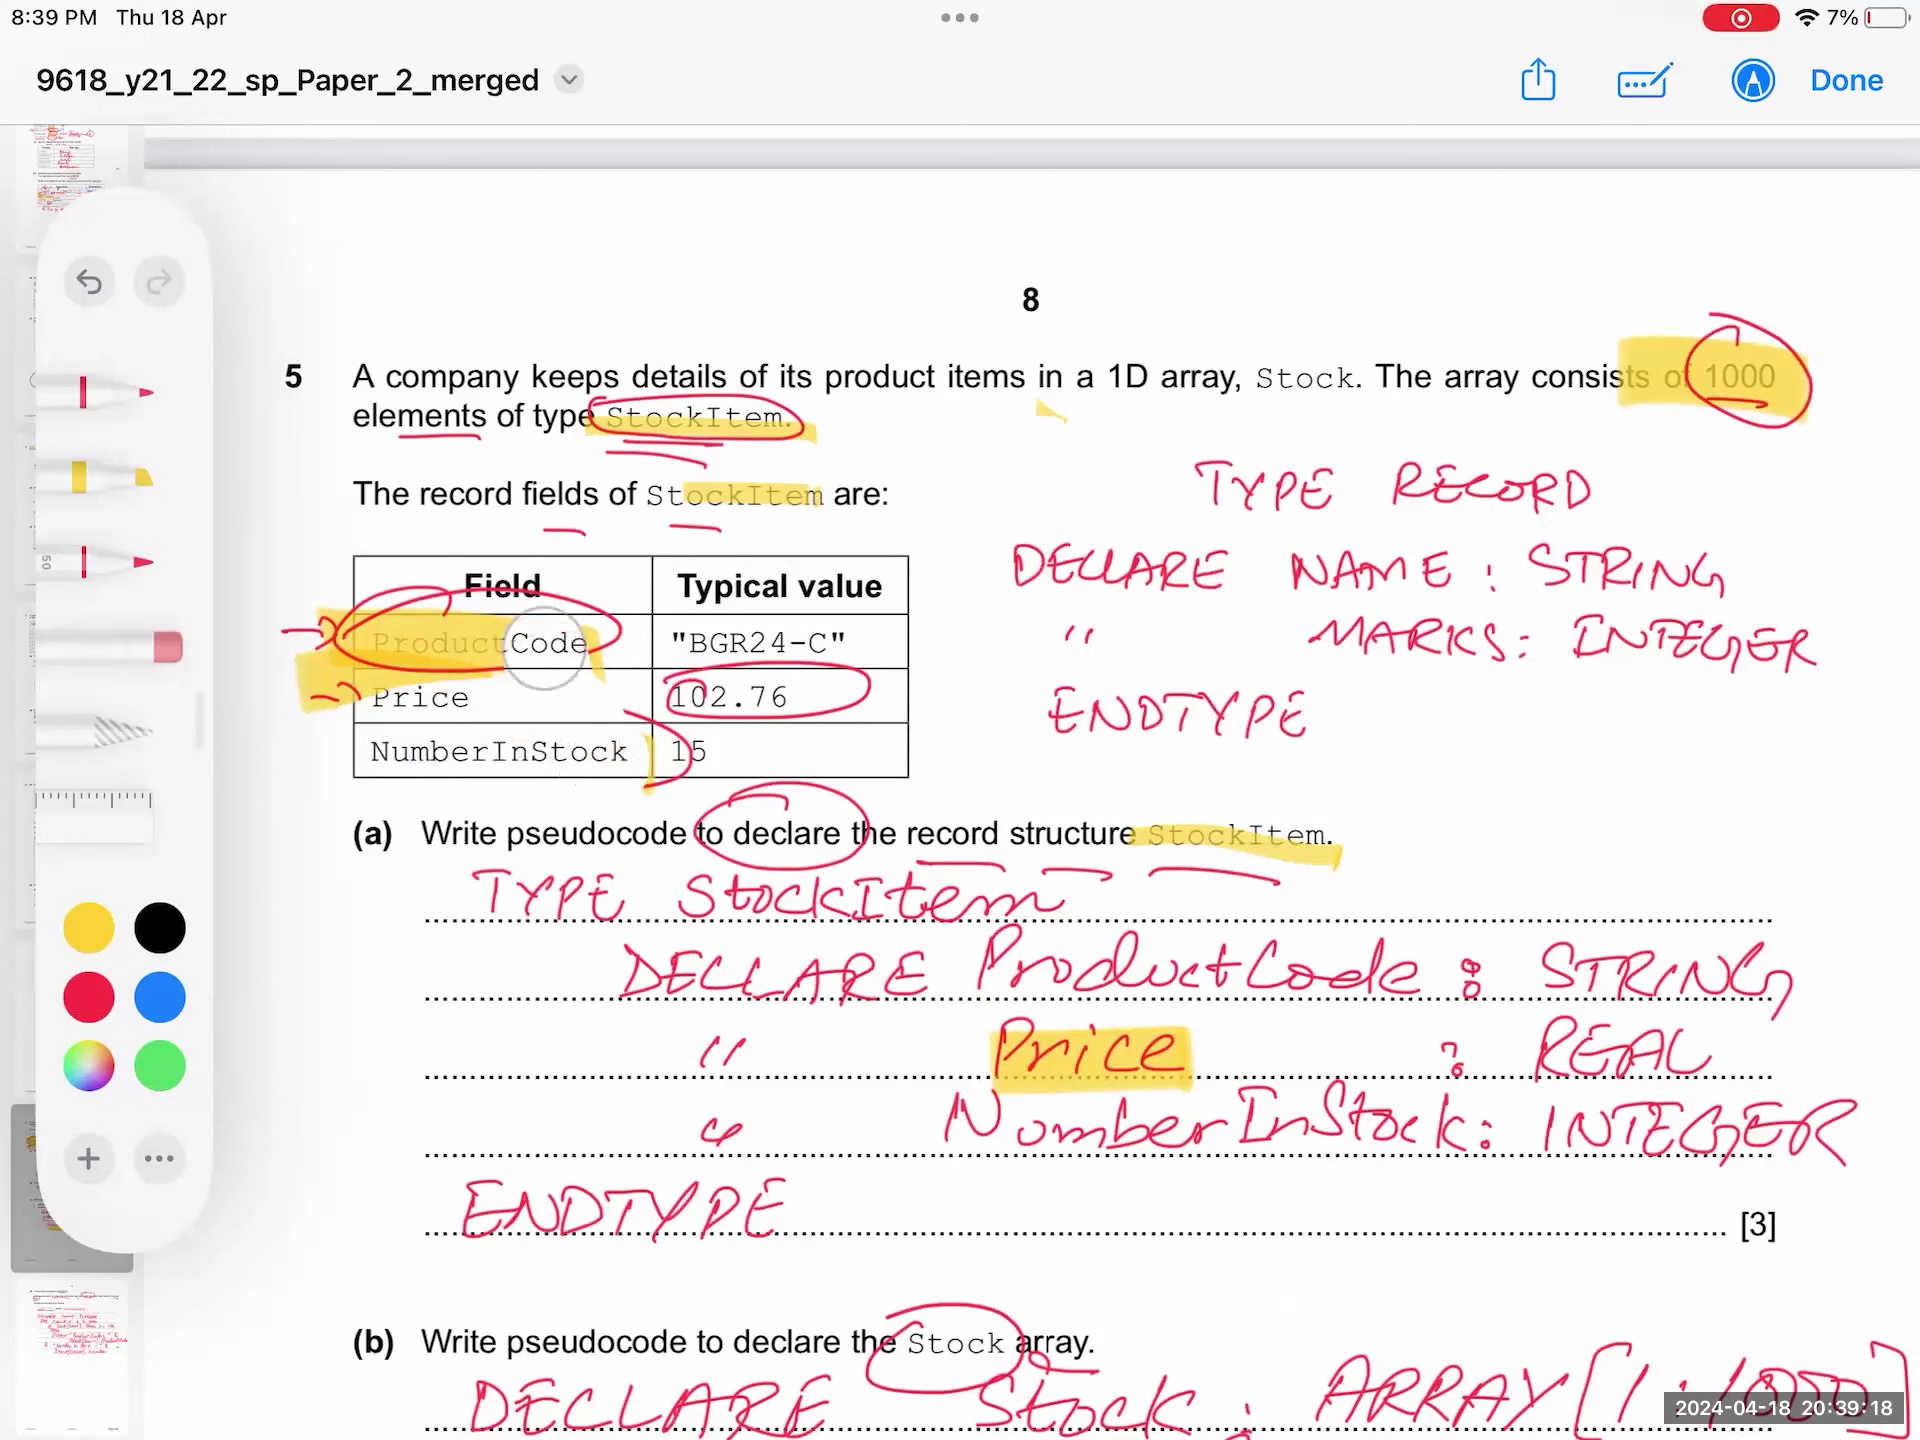 8:39 PM Thu 18 Apr
7%
9618_y21_22_sp_Paper_2_merged
Done
8
5 A company keeps details of its product items in a 1D array, Stock. The array consists of 1000
elements of type StockItem.
The record fields of StockItem are:
TYPE RECORD
DECLARE NAME : STRING
" MARKS : INTEGER
ENDTYPE
Field Typical value
ProductCode "BGR24-C"
Price 102.76
NumberInStock 15
(a) Write pseudocode to declare the record structure StockItem.
TYPE StockItem
DECLARE ProductCode : STRING
" Price : REAL
" NumberInStock : INTEGER
ENDTYPE
[3]
(b) Write pseudocode to declare the Stock array.
DECLARE Stock : ARRAY [1 : 1000]
2024-04-18 20:39:18
50